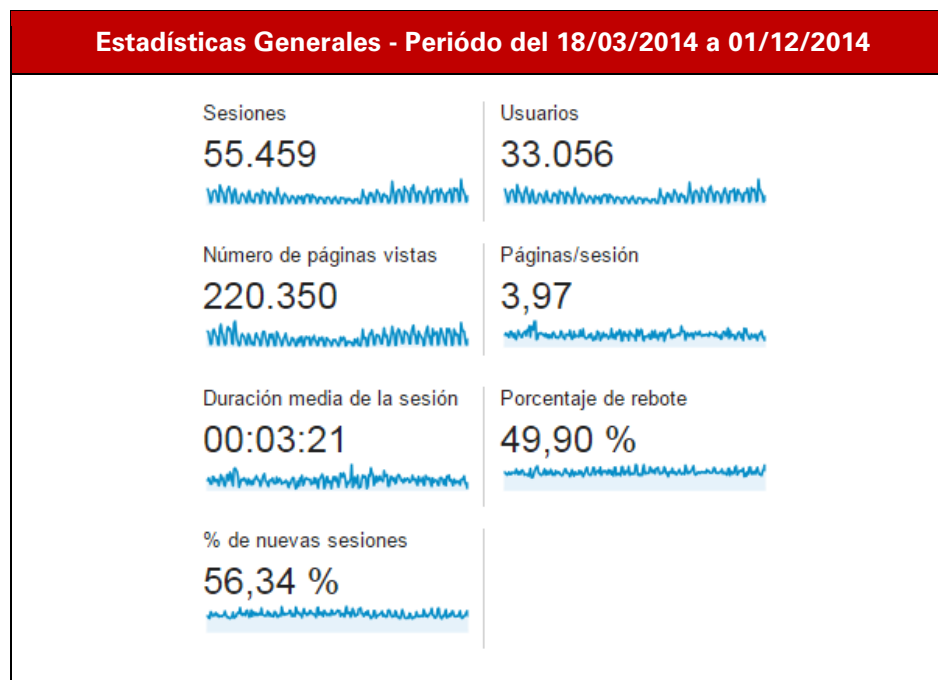 Estadísticas Generales - Periódo del 18/03/2014 a 01/12/2014
Sesiones
55.459
Usuarios
33.056
Número de páginas vistas
220.350
Páginas/sesión
3,97
Duración media de la sesión
00:03:21
Porcentaje de rebote
49,90 %
% de nuevas sesiones
56,34 %